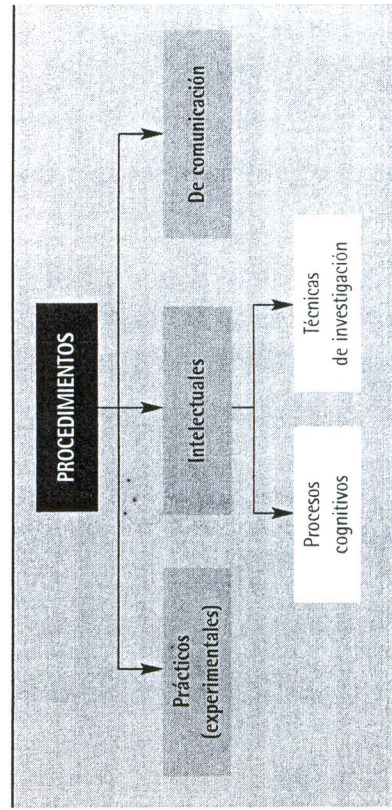 PROCEDIMIENTOS
Prácticos
(experimentales)
Intelectuales
De comunicación
Procesos
cognitivos
Técnicas
de investigación